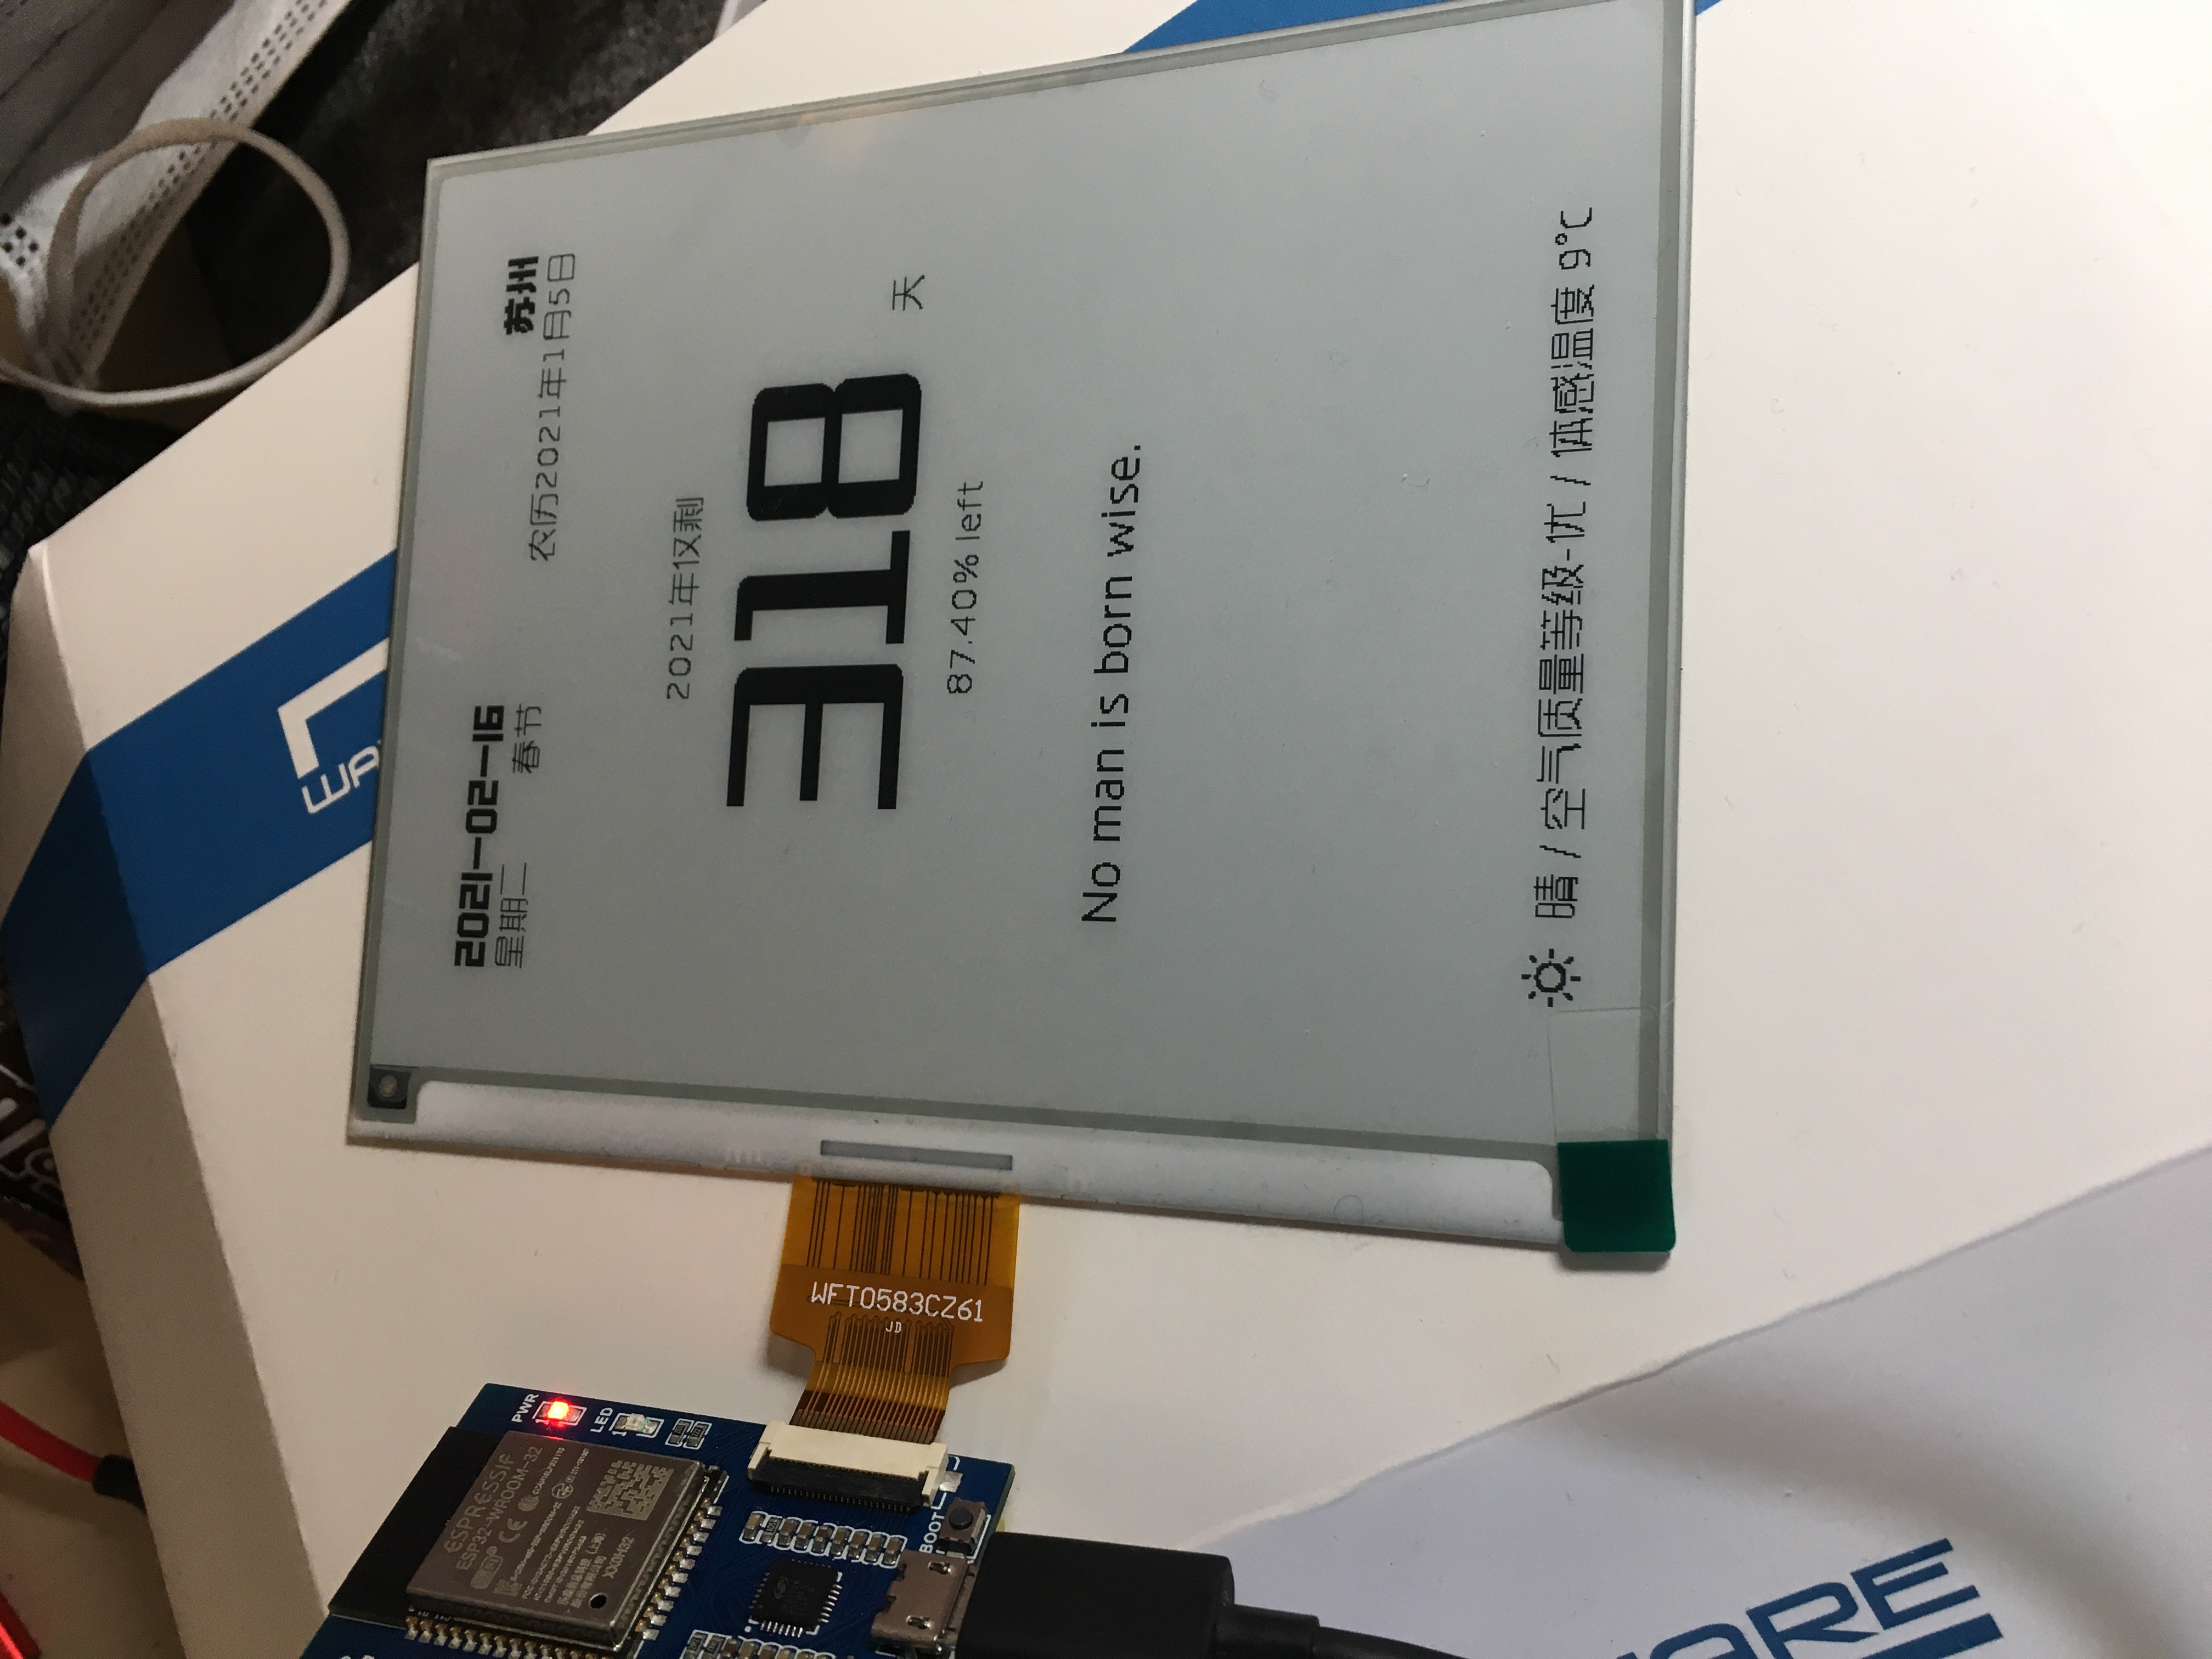 2021-02-16
星期二 春节
苏州
农历2021年1月5日
2021年仅剩
318
天
87.40% left
No man is born wise.
晴 / 空气质量等级-优 / 体感温度 9°C
ESPRESSIF
ESP32-WROOM-32
CE
XX0H32
PWR
LED
BOOT
WFT0583CZ61
JD